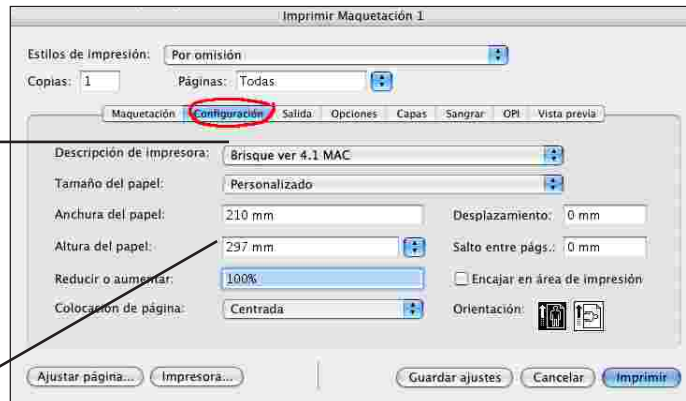 Imprimir Maquetación 1
Estilos de impresión: Por omisión
Copias: 1 Páginas: Todas
Maquetación Configuración Salida Opciones Capas Sangrar OPI Vista previa
Descripción de impresora: Brisque ver 4.1 MAC
Tamaño del papel: Personalizado
Anchura del papel: 210 mm Desplazamiento: 0 mm
Altura del papel: 297 mm Salto entre págs.: 0 mm
Reducir o aumentar: 100% Encajar en área de impresión
Colocación de página: Centrada Orientación:
Ajustar página... Impresora... Guardar ajustes Cancelar Imprimir